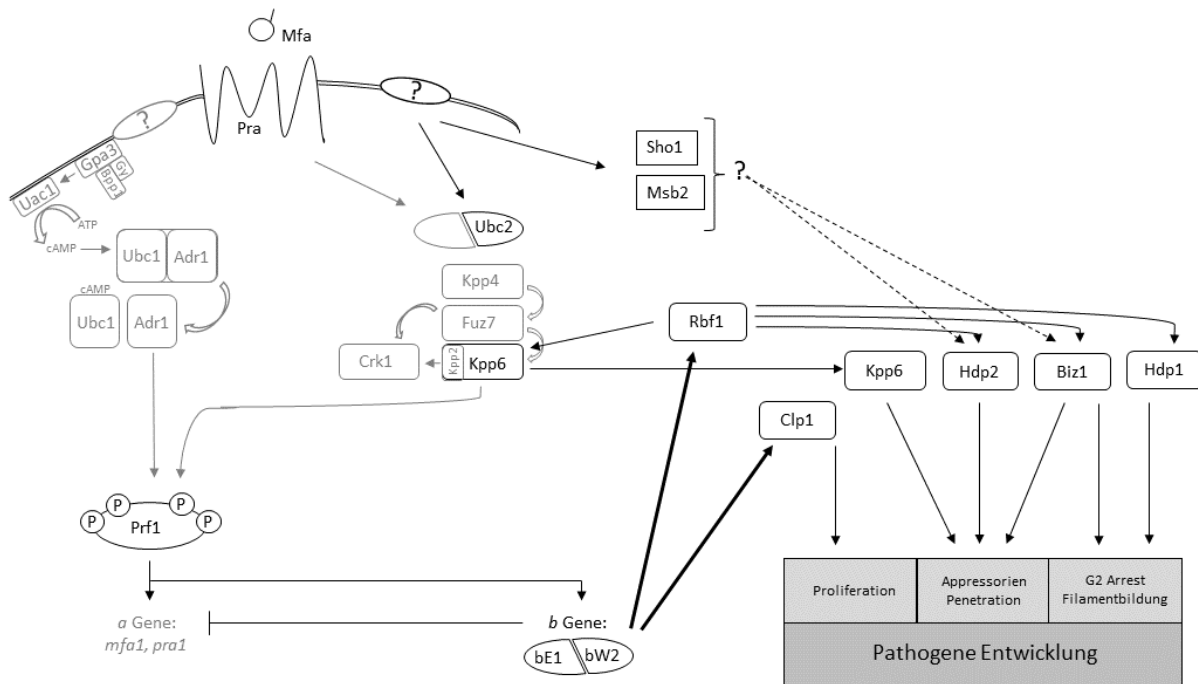 Mfa
?
?
Pra
Gpa3
Gγ
Bpp1
Uac1
ATP
cAMP
Ubc1
Adr1
cAMP
Ubc1
Adr1
Sho1
Msb2
?
Ubc2
Kpp4
Fuz7
Crk1
Kpp2
Kpp6
Rbf1
Kpp6
Hdp2
Biz1
Hdp1
Clp1
P
P
P
P
Prf1
a Gene:
mfa1, pra1
b Gene:
bE1
bW2
Proliferation
Appressorien
Penetration
G2 Arrest
Filamentbildung
Pathogene Entwicklung